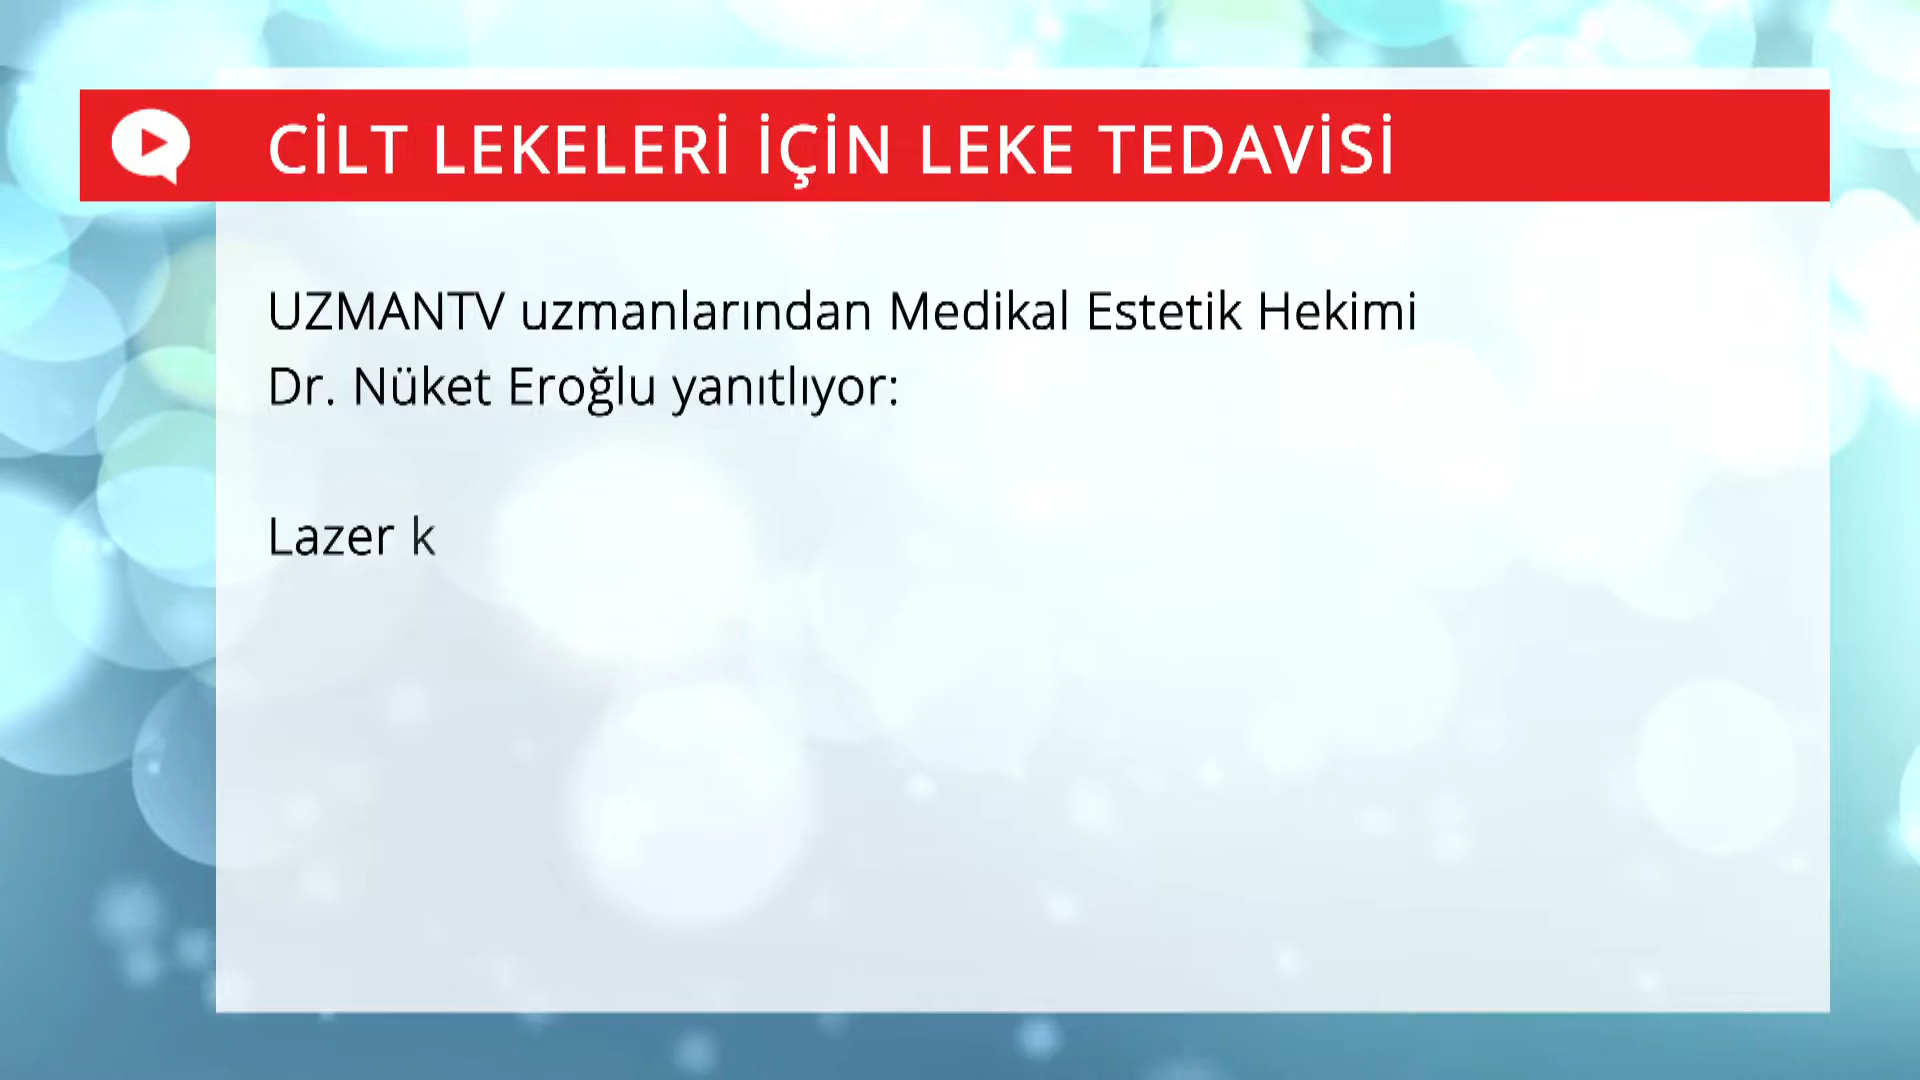 CİLT LEKELERİ İÇİN LEKE TEDAVİSİ
UZMANTV uzmanlarından Medikal Estetik Hekimi
Dr. Nüket Eroğlu yanıtlıyor:
Lazer k